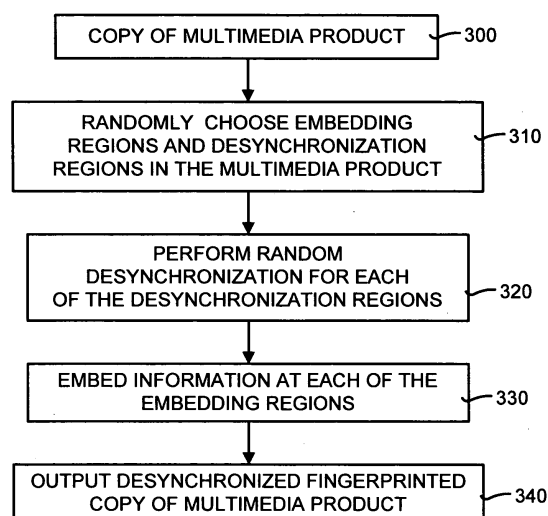 COPY OF MULTIMEDIA PRODUCT
300
RANDOMLY CHOOSE EMBEDDING
REGIONS AND DESYNCHRONIZATION
REGIONS IN THE MULTIMEDIA PRODUCT
310
PERFORM RANDOM
DESYNCHRONIZATION FOR EACH
OF THE DESYNCHRONIZATION REGIONS
320
EMBED INFORMATION AT EACH OF THE
EMBEDDING REGIONS
330
OUTPUT DESYNCHRONIZED FINGERPRINTED
COPY OF MULTIMEDIA PRODUCT
340